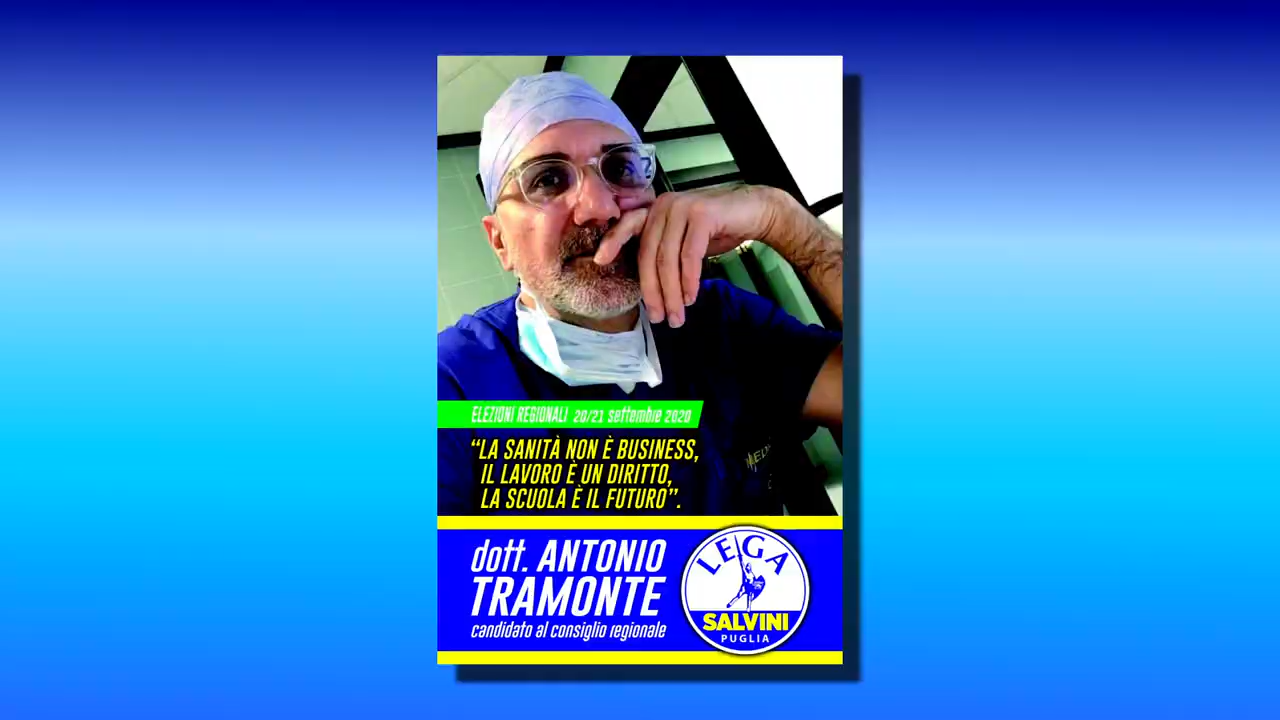 ELEZIONI REGIONALI 20/21 settembre 2020
“LA SANITÀ NON È BUSINESS,
IL LAVORO È UN DIRITTO,
LA SCUOLA È IL FUTURO”.
dott. ANTONIO
TRAMONTE
candidato al consiglio regionale
LEGA
SALVINI
PUGLIA